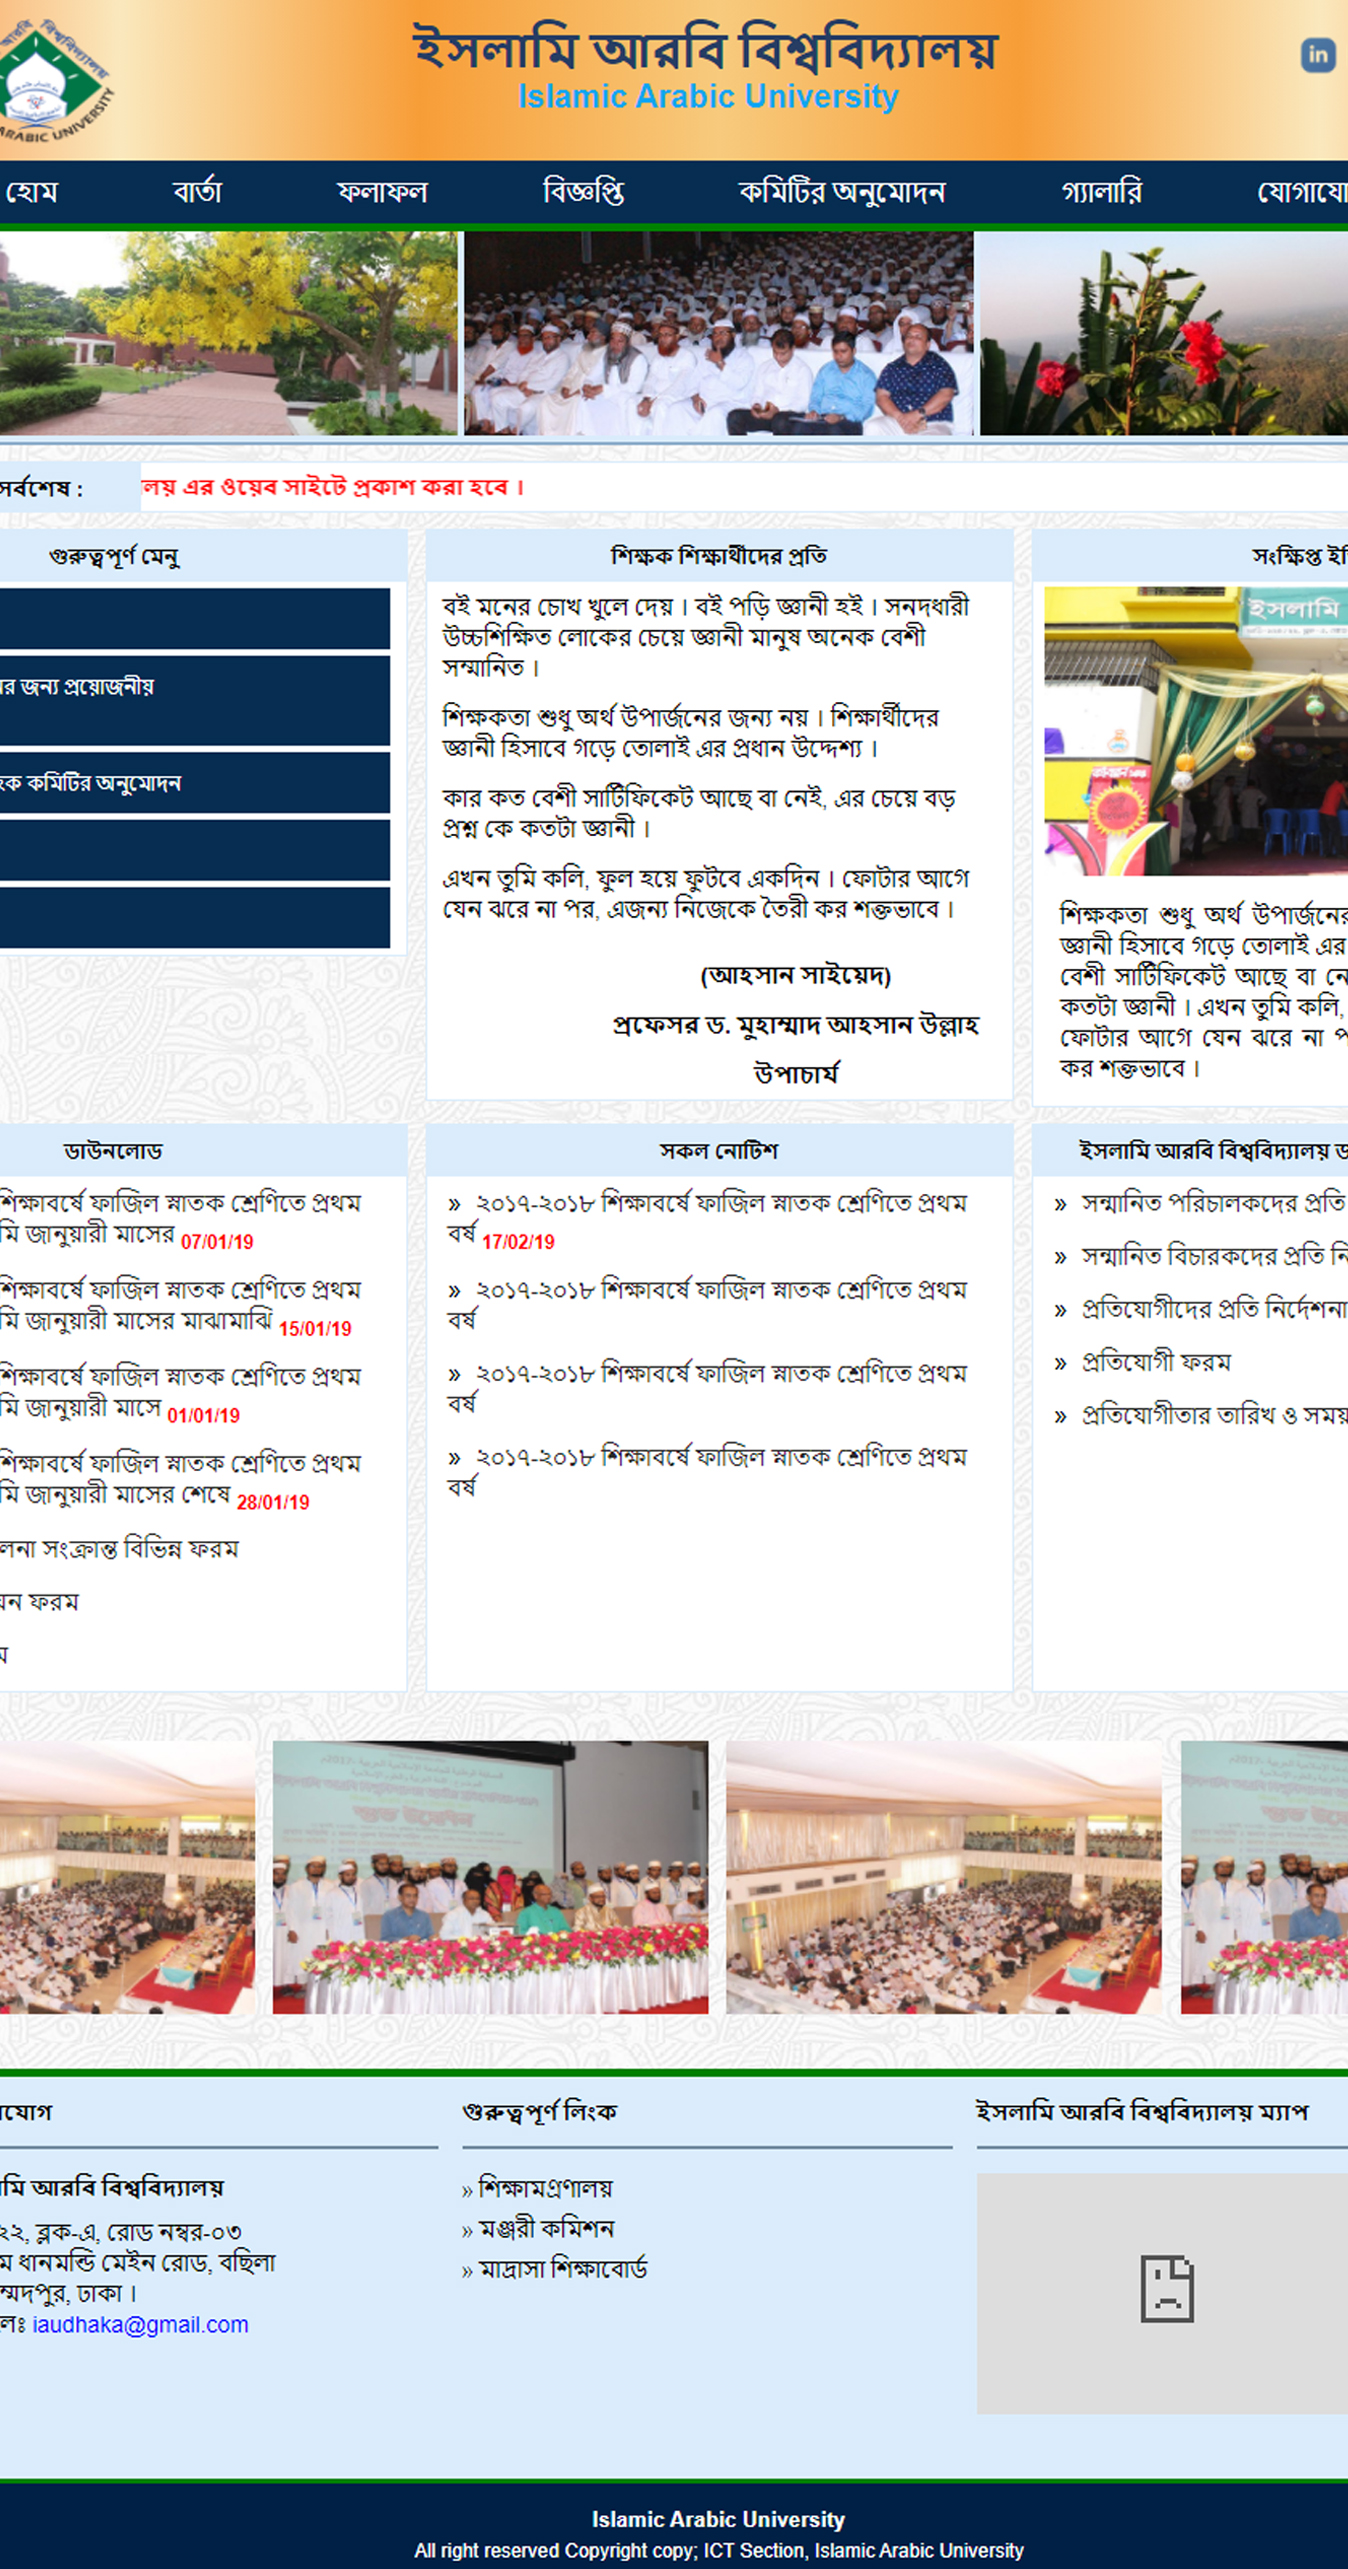 ইসলামি আরবি বিশ্ববিদ্যালয়
Islamic Arabic University
ARABIC UNIVERSITY
in
হোম বার্তা ফলাফল বিজ্ঞপ্তি কমিটির অনুমোদন গ্যালারি
সর্বশেষ : এর ওয়েব সাইটে প্রকাশ করা হবে।
গুরুত্বপূর্ণ মেনু
জন্য প্রয়োজনীয়
কমিটির অনুমোদন
শিক্ষক শিক্ষার্থীদের প্রতি
বই মনের চোখ খুলে দেয়। বই পড়ি জ্ঞানী হই। সনদধারী
উচ্চশিক্ষিত লোকের চেয়ে জ্ঞানী মানুষ অনেক বেশী
সম্মানিত।
শিক্ষকতা শুধু অর্থ উপার্জনের জন্য নয়। শিক্ষার্থীদের
জ্ঞানী হিসাবে গড়ে তোলাই এর প্রধান উদ্দেশ্য।
কার কত বেশী সার্টিফিকেট আছে বা নেই, এর চেয়ে বড়
প্রশ্ন কে কতটা জ্ঞানী।
এখন তুমি কলি, ফুল হয়ে ফুটবে একদিন। ফোটার আগে
যেন ঝরে না পর, এজন্য নিজেকে তৈরী কর শক্তভাবে।
(আহসান সাইয়েদ)
প্রফেসর ড. মুহাম্মাদ আহসান উল্লাহ
উপাচার্য
সংক্ষিপ্ত
ইসলামি
শিক্ষকতা শুধু অর্থ উপার্জনের
জ্ঞানী হিসাবে গড়ে তোলাই এর
বেশী সার্টিফিকেট আছে বা
কতটা জ্ঞানী। এখন তুমি কলি,
ফোটার আগে যেন ঝরে না
কর শক্তভাবে।
ডাউনলোড
শিক্ষাবর্ষে ফাজিল স্নাতক শ্রেণিতে প্রথম
জানুয়ারী মাসের 07/01/19
শিক্ষাবর্ষে ফাজিল স্নাতক শ্রেণিতে প্রথম
জানুয়ারী মাসের মাঝামাঝি 15/01/19
শিক্ষাবর্ষে ফাজিল স্নাতক শ্রেণিতে প্রথম
জানুয়ারী মাসে 01/01/19
শিক্ষাবর্ষে ফাজিল স্নাতক শ্রেণিতে প্রথম
জানুয়ারী মাসের শেষে 28/01/19
সংক্রান্ত বিভিন্ন ফরম
ফরম
সকল নোটিশ
» ২০১৭-২০১৮ শিক্ষাবর্ষে ফাজিল স্নাতক শ্রেণিতে প্রথম
বর্ষ 17/02/19
» ২০১৭-২০১৮ শিক্ষাবর্ষে ফাজিল স্নাতক শ্রেণিতে প্রথম
বর্ষ
» ২০১৭-২০১৮ শিক্ষাবর্ষে ফাজিল স্নাতক শ্রেণিতে প্রথম
বর্ষ
» ২০১৭-২০১৮ শিক্ষাবর্ষে ফাজিল স্নাতক শ্রেণিতে প্রথম
বর্ষ
ইসলামি আরবি বিশ্ববিদ্যালয়
» সন্মানিত পরিচালকদের প্রতি
» সন্মানিত বিচারকদের প্রতি
» প্রতিযোগীদের প্রতি নির্দেশনা
» প্রতিযোগী ফরম
» প্রতিযোগীতার তারিখ ও সময়
আরবি বিশ্ববিদ্যালয়
২২, ব্লক-এ, রোড নম্বর-০৩
ধানমন্ডি মেইন রোড, বছিলা
ঢাকা।
iaudhaka@gmail.com
গুরুত্বপূর্ণ লিংক
» শিক্ষামণ্রণালয়
» মঞ্জরী কমিশন
» মাদ্রাসা শিক্ষাবোর্ড
ইসলামি আরবি বিশ্ববিদ্যালয় ম্যাপ
Islamic Arabic University
All right reserved Copyright copy; ICT Section, Islamic Arabic University